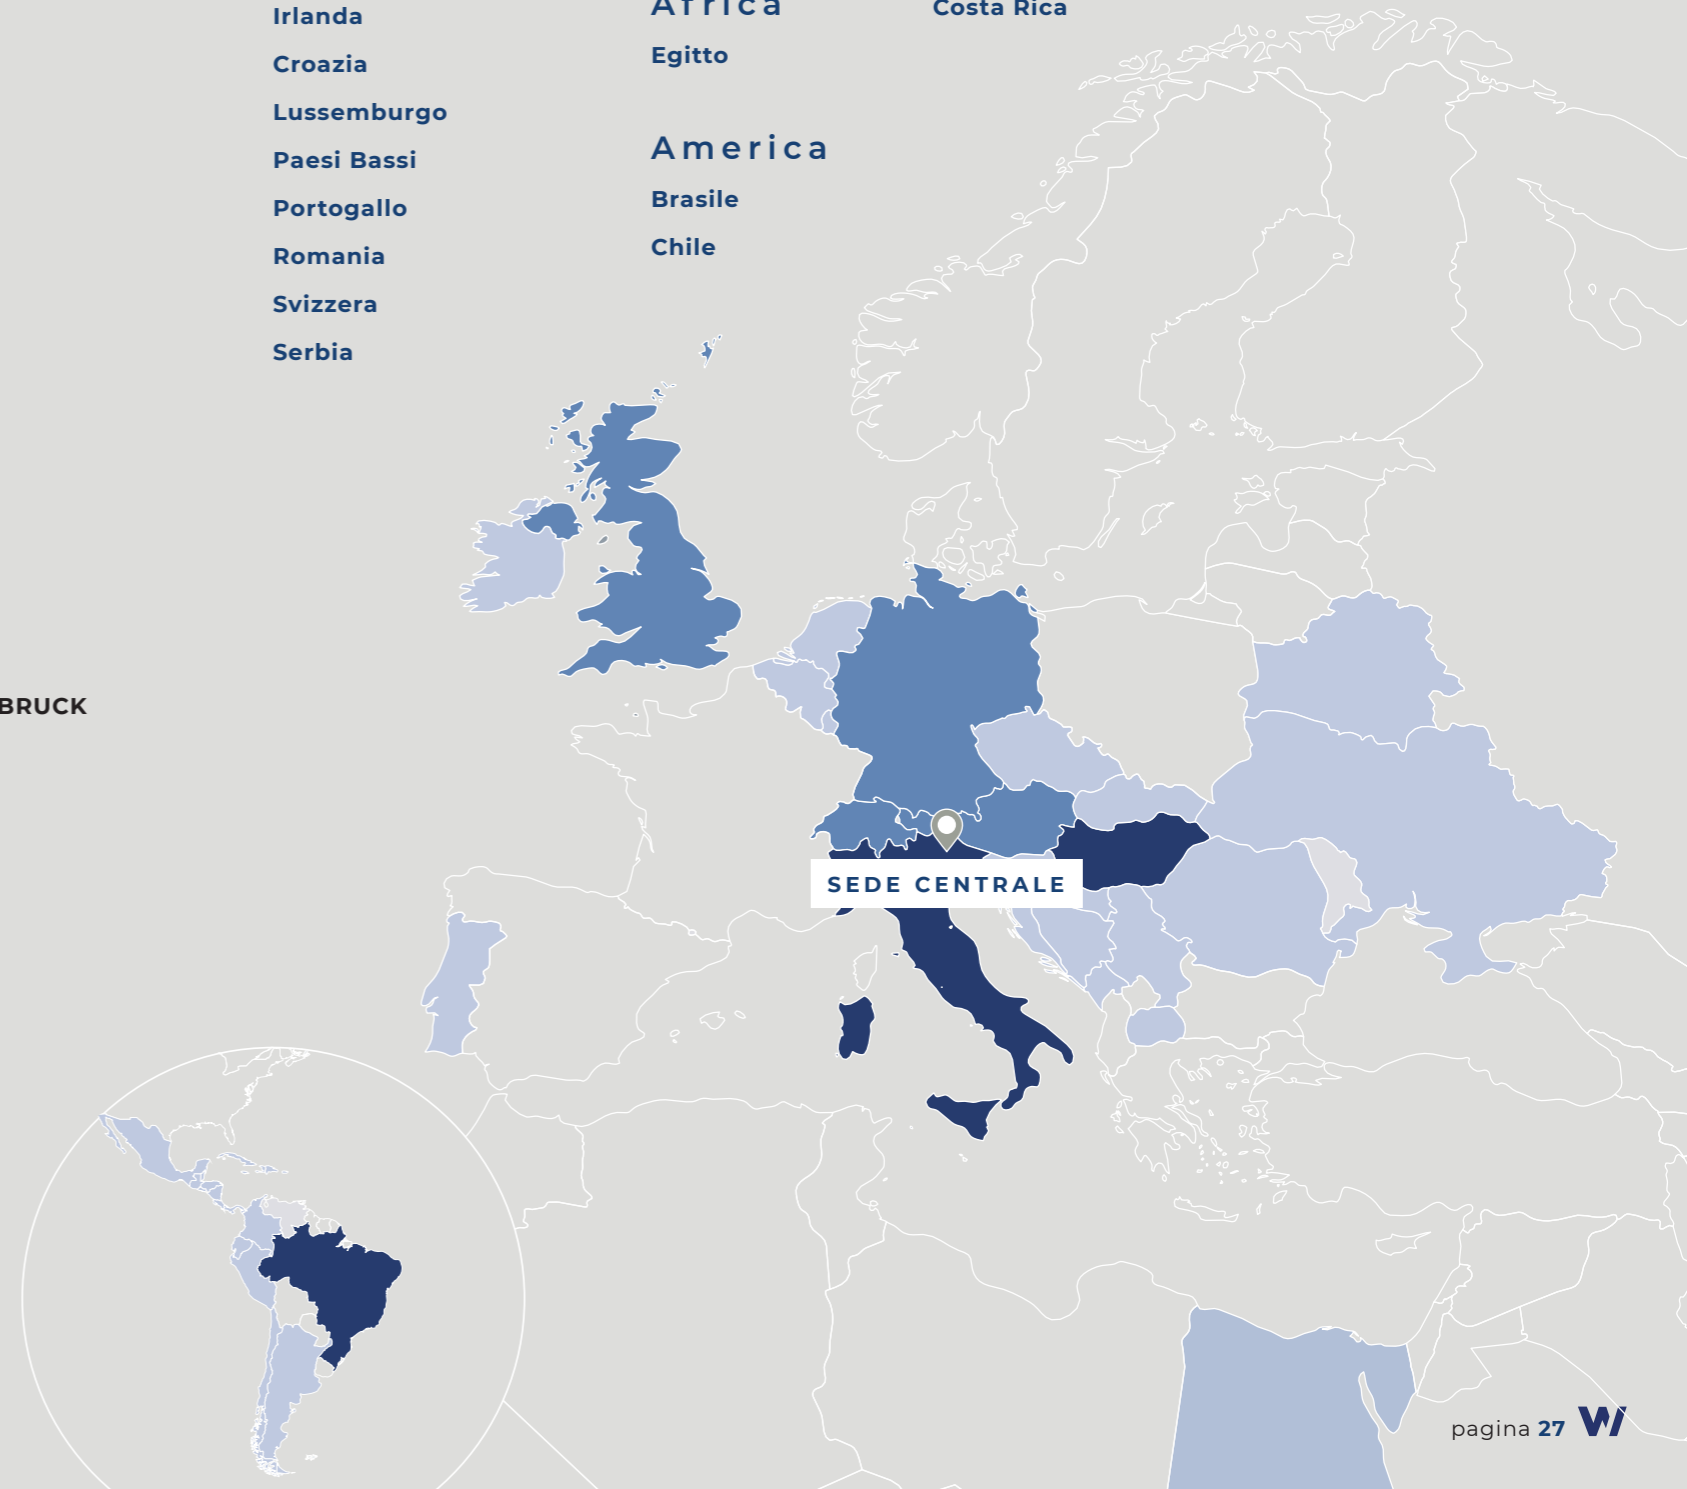 Irlanda
Croazia
Lussemburgo
Paesi Bassi
Portogallo
Romania
Svizzera
Serbia
Africa
Egitto
America
Brasile
Chile
Costa Rica
BRUCK
SEDE CENTRALE
pagina 27 W